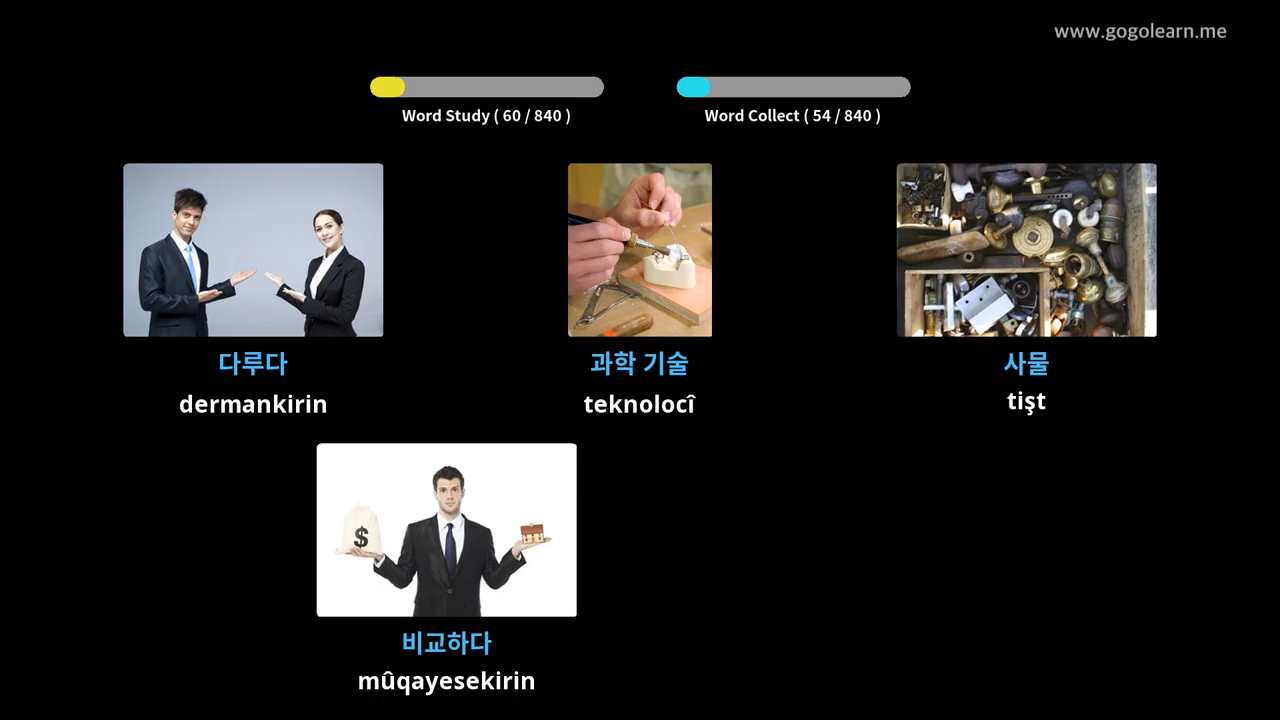 www.gogolearn.me
Word Study ( 60 / 840 )
Word Collect ( 54 / 840 )
다루다
dermankirin
과학 기술
teknolocî
사물
tişt
$
비교하다
mûqayesekirin